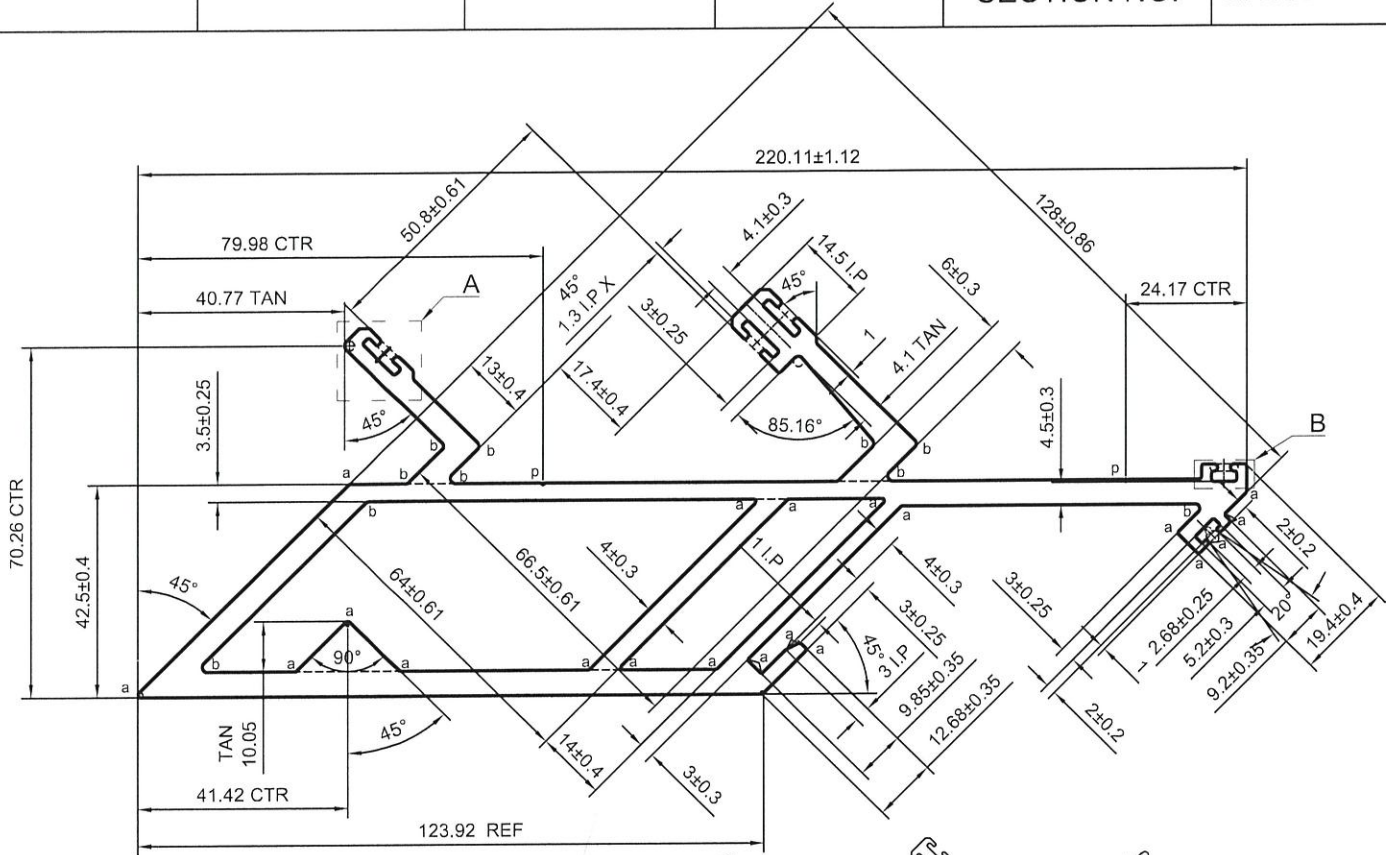 SECTION NO.
220.11±1.12
50.8±0.61
128±0.86
4.1±0.3
79.98 CTR
14.5 I.P
45°
6±0.3
45°
1.3 I.P X
24.17 CTR
A
40.77 TAN
3±0.25
1
4.1 TAN
13±0.4
17.4±0.4
3.5±0.25
45°
85.16°
4.5±0.3
B
b
b
b
b
a
b
b
p
b
b
p
a
70.26 CTR
42.5±0.4
b
a
a
a
a
b
a
a
a
2±0.2
45°
64±0.61
66.5±0.61
4±0.3
1 I.P
4±0.3
3±0.25
3±0.25
2.68±0.25
20°
19.4±0.4
5.2±0.3
9.2±0.35
1
2±0.2
a
90°
b
a
a
a
a
a
a
a
a
a
45°
3 I.P
9.85±0.35
12.68±0.35
TAN
10.05
45°
14±0.4
3±0.3
41.42 CTR
123.92 REF